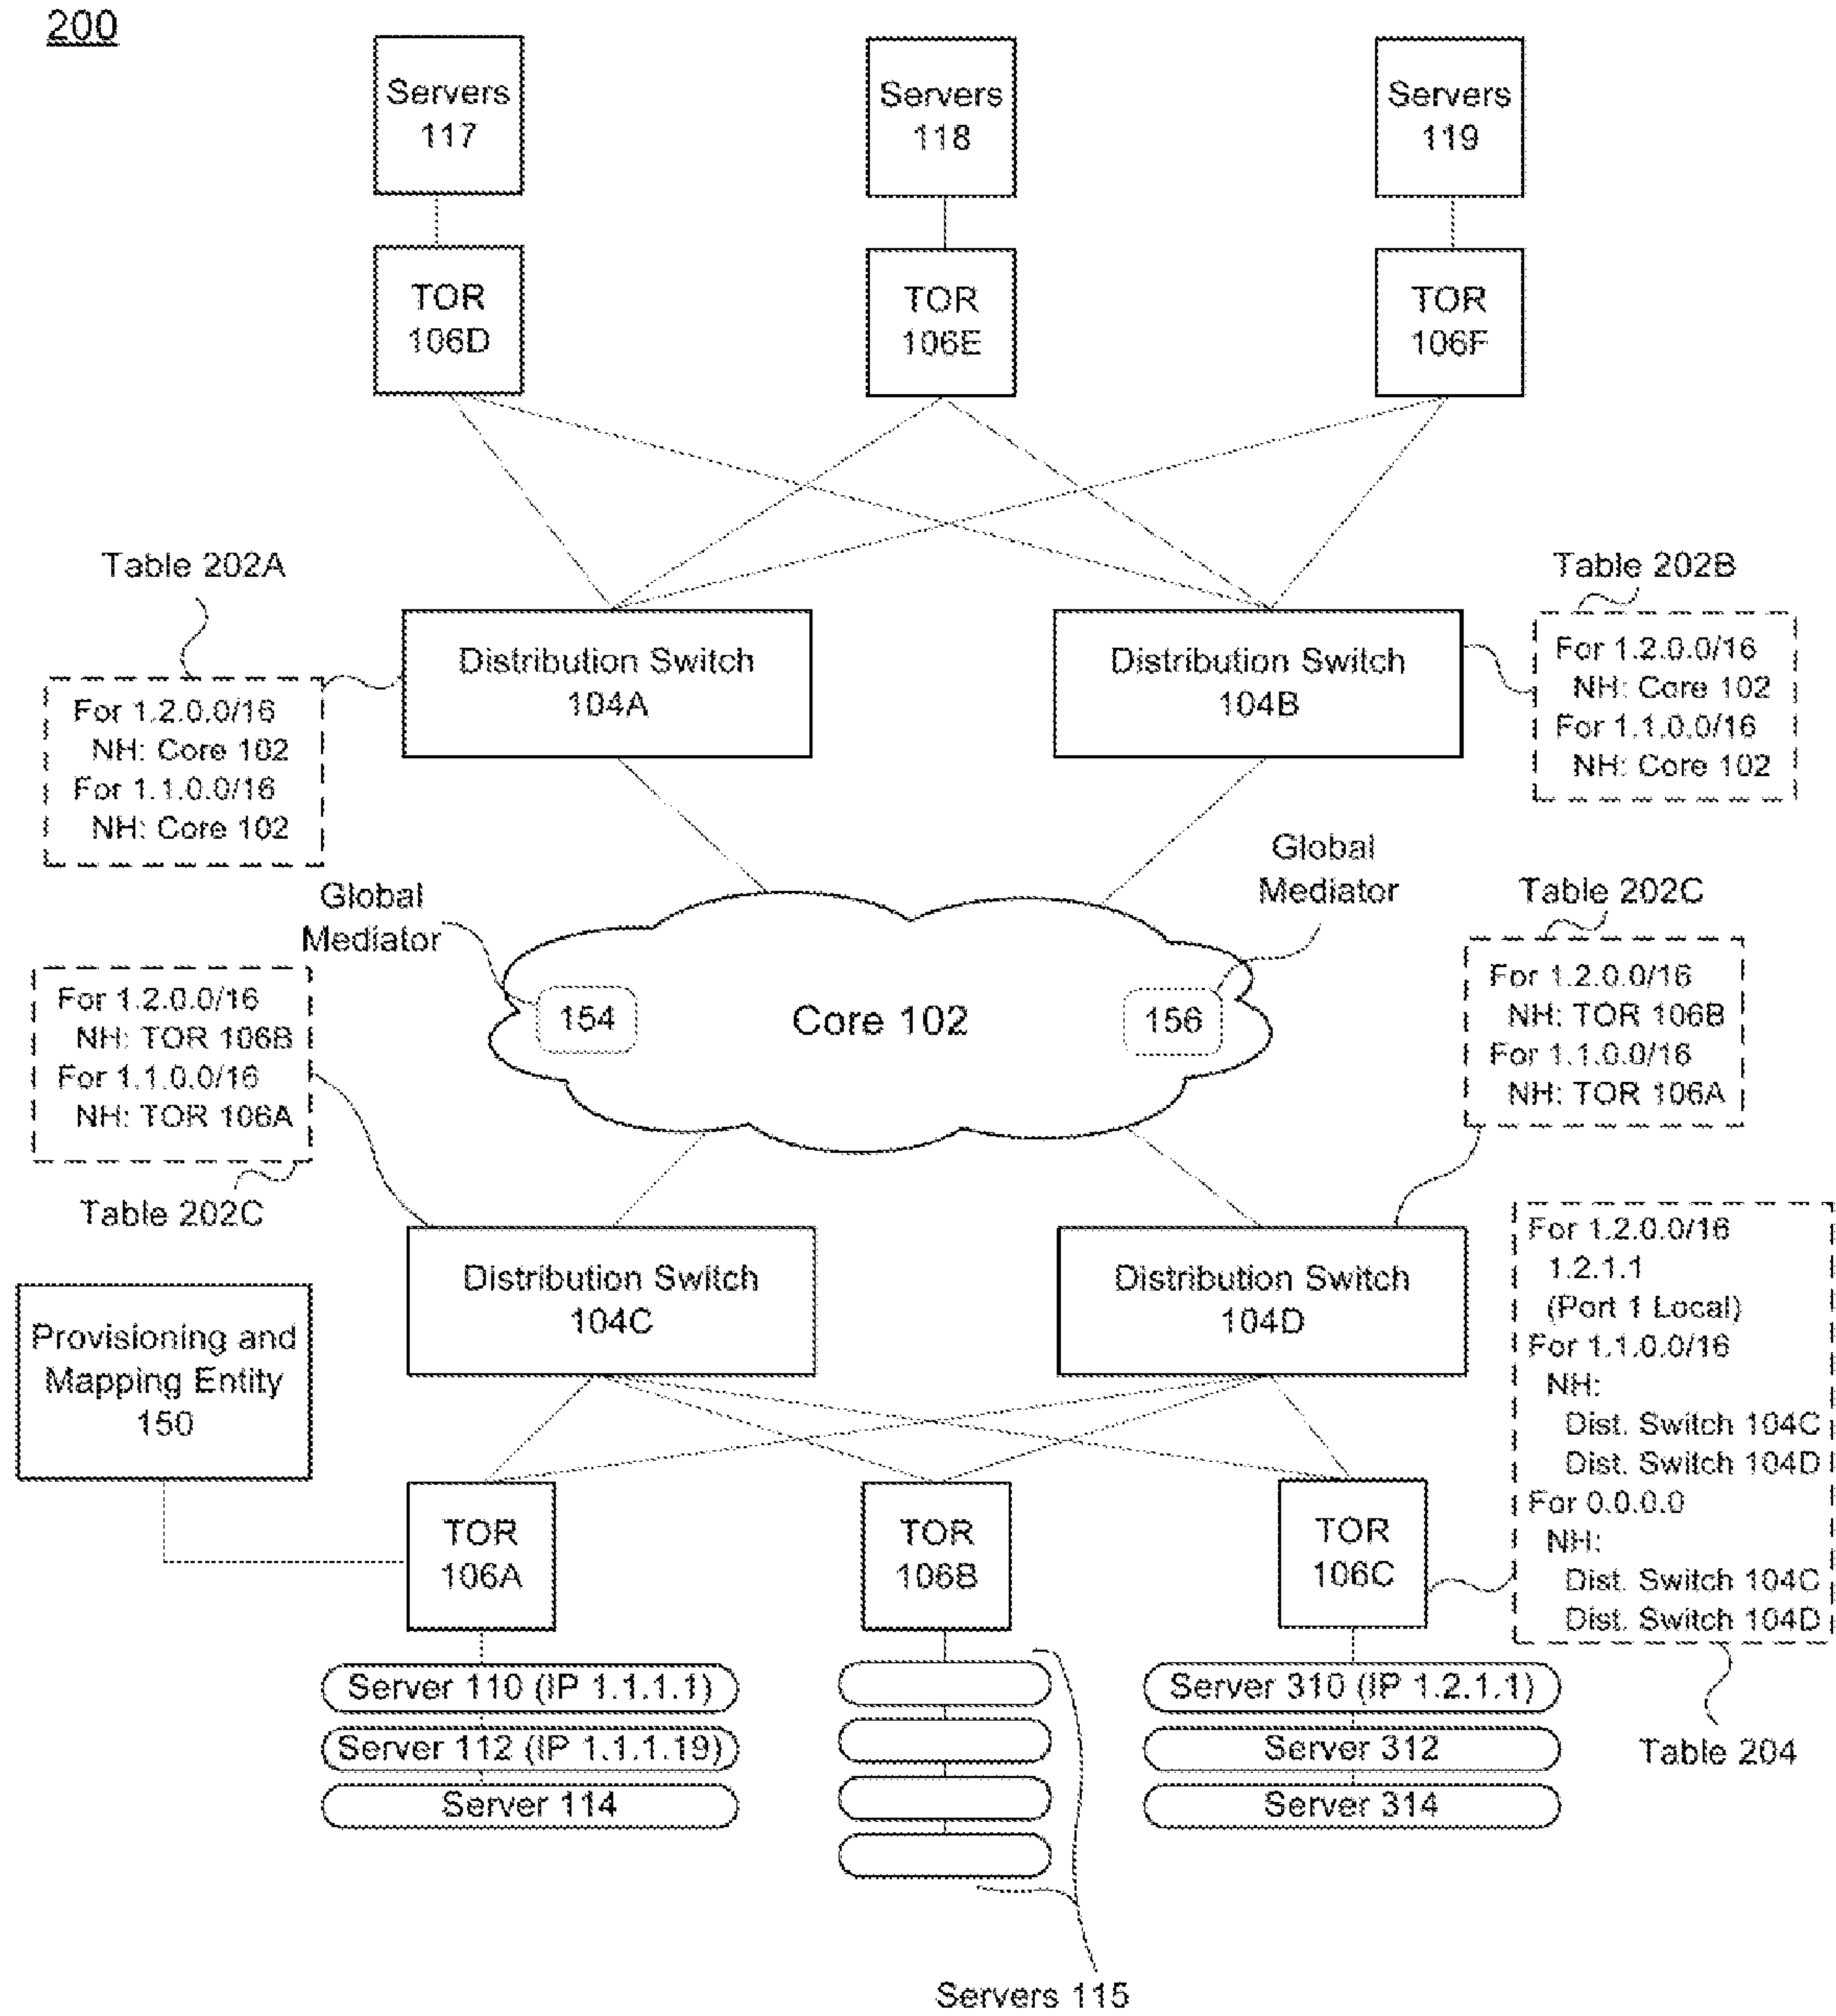 200
Servers
117
Servers
118
Servers
119
TOR
106D
TOR
106E
TOR
106F
Table 202A
Table 202B
Distribution Switch
104A
Distribution Switch
104B
For 1.2.0.0/16
NH: Core 102
For 1.1.0.0/16
NH: Core 102
For 1.2.0.0/16
NH: Core 102
For 1.1.0.0/16
NH: Core 102
Global
Mediator
Global
Mediator
Table 202C
For 1.2.0.0/16
NH: TOR 106B
For 1.1.0.0/16
NH: TOR 106A
154
Core 102
156
For 1.2.0.0/16
NH: TOR 106B
For 1.1.0.0/16
NH: TOR 106A
Table 202C
Distribution Switch
104C
Distribution Switch
104D
Provisioning and
Mapping Entity
150
For 1.2.0.0/16
1.2.1.1
(Port 1 Local)
For 1.1.0.0/16
NH:
Dist. Switch 104C
Dist. Switch 104D
For 0.0.0.0
NH:
Dist. Switch 104C
Dist. Switch 104D
TOR
106A
TOR
106B
TOR
106C
Server 110 (IP 1.1.1.1)
Server 112 (IP 1.1.1.19)
Server 114
Server 310 (IP 1.2.1.1)
Server 312
Server 314
Table 204
Servers 115